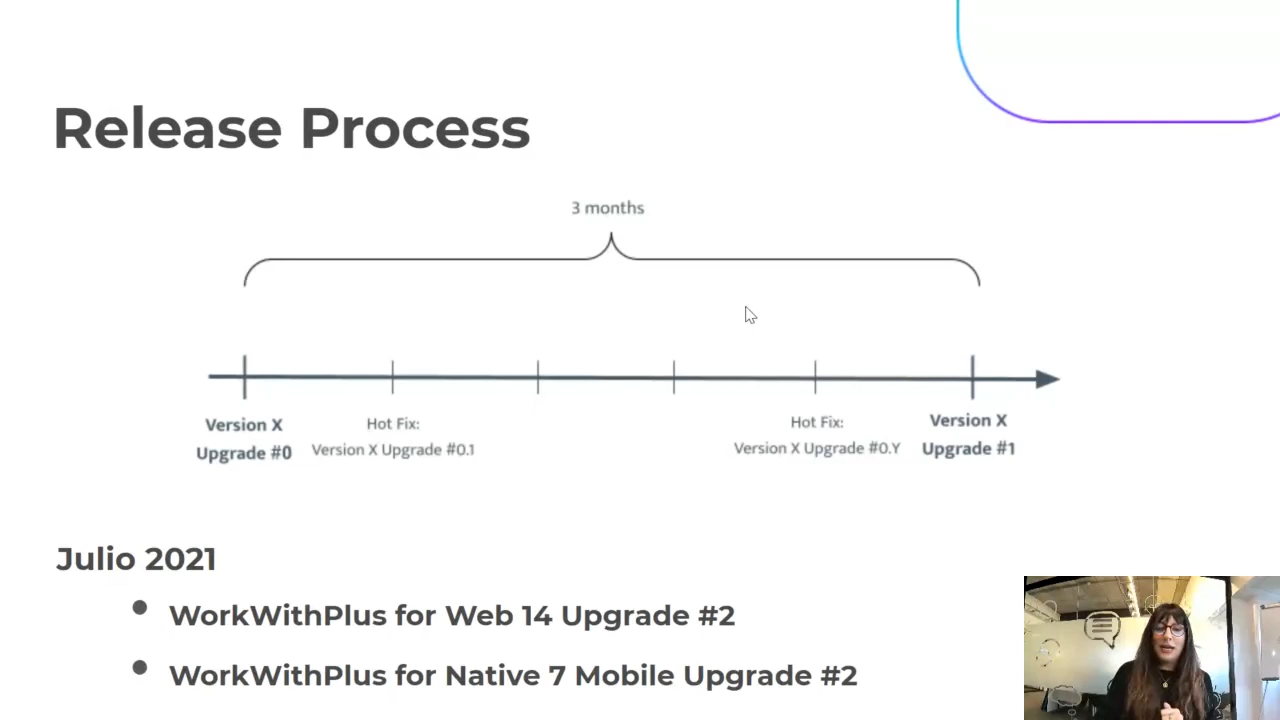 Release Process
3 months
Version X
Upgrade #0
Hot Fix:
Version X Upgrade #0.1
Hot Fix:
Version X Upgrade #0.Y
Version X
Upgrade #1
Julio 2021
WorkWithPlus for Web 14 Upgrade #2
WorkWithPlus for Native 7 Mobile Upgrade #2